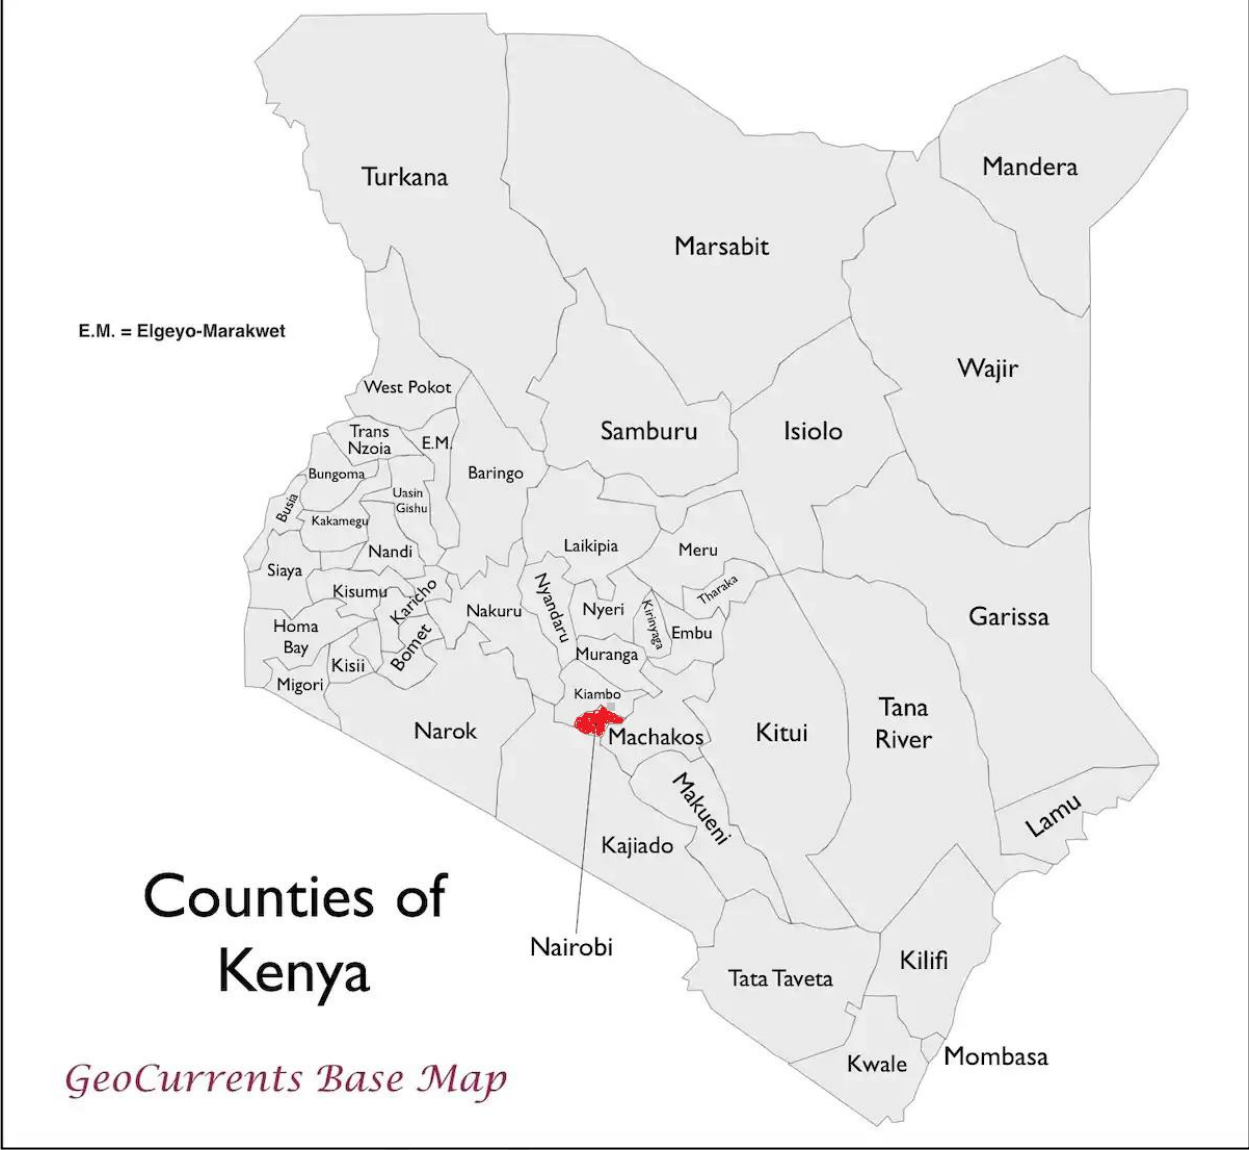 Turkana
Marsabit
Mandera
Wajir
E.M. = Elgeyo-Marakwet
West Pokot
Trans
Nzoia
E.M.
Samburu
Isiolo
Bungoma
Baringo
Uasin
Gishu
Busia
Kakamegu
Nandi
Laikipia
Meru
Siaya
Kisumu
Karicho
Nakuru
Nyandaru
Nyeri
Kirinyaga
Tharaka
Embu
Garissa
Homa
Bay
Bomet
Kisii
Muranga
Migori
Kiambo
Narok
Machakos
Kitui
Tana
River
Makueni
Lamu
Kajiado
Counties of
Kenya
Nairobi
Kilifi
Tata Taveta
Kwale
Mombasa
GeoCurrents Base Map